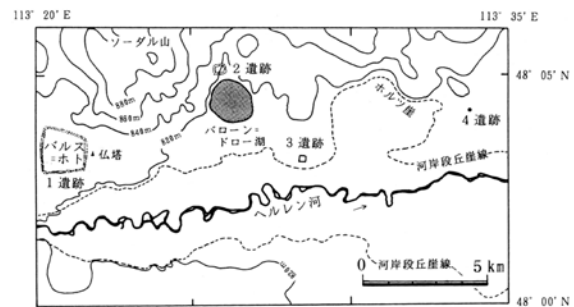 113° 20′ E
113° 35′ E
ソーダル山
2 遺跡
48° 05′ N
880m
860m
840m
820m
ホルツ崖
4 遺跡
バローン=
ドロー湖
3 遺跡
バルス
=ホト
仏塔
1 遺跡
河岸段丘崖線
ヘルレン河
河岸段丘崖線
0 5 km
820m
48° 00′ N